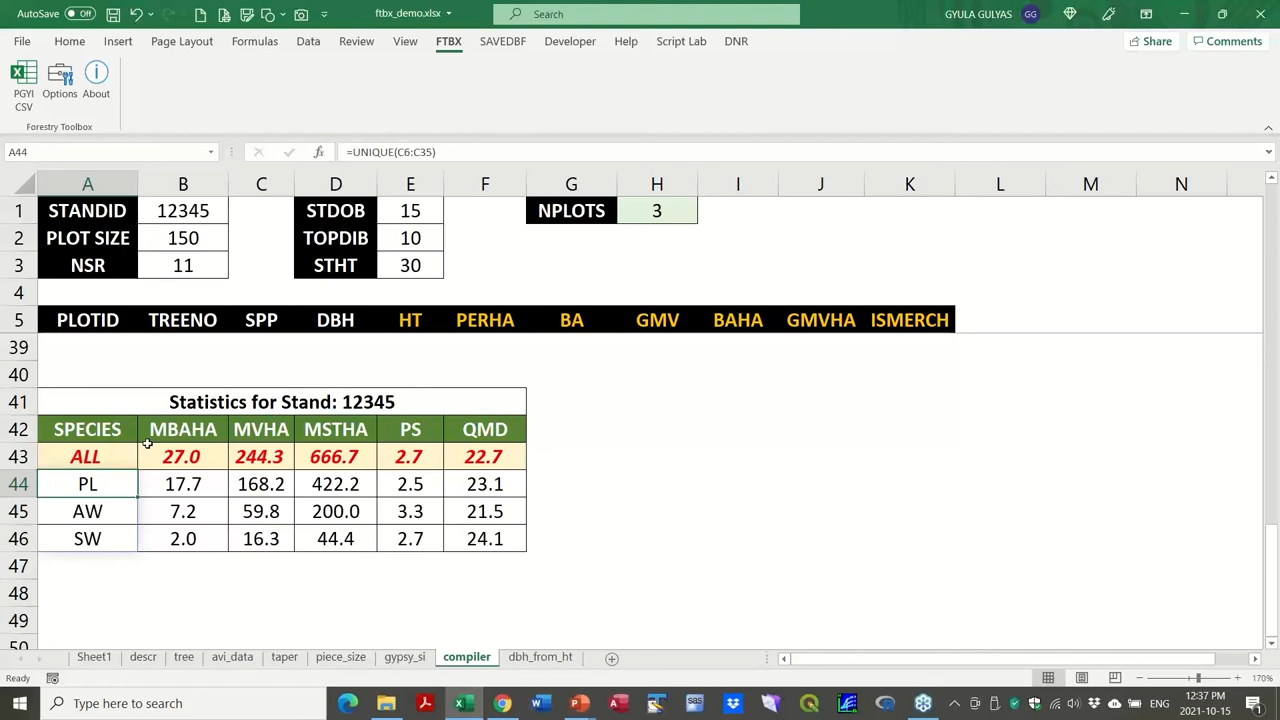 AutoSave Off ftbx_demo.xlsx Search GYULA GULYAS GG
File Home Insert Page Layout Formulas Data Review View FTBX SAVEDBF Developer Help Script Lab DNR Share Comments
PGYI CSV Options About
Forestry Toolbox
A44 fx =UNIQUE(C6:C35)
A B C D E F G H I J K L M N
1 STANDID 12345 STDOB 15 NPLOTS 3
2 PLOT SIZE 150 TOPDIB 10
3 NSR 11 STHT 30
4
5 PLOTID TREENO SPP DBH HT PERHA BA GMV BAHA GMVHA ISMERCH
39
40
41 Statistics for Stand: 12345
42 SPECIES MBAHA MVHA MSTHA PS QMD
43 ALL 27.0 244.3 666.7 2.7 22.7
44 PL 17.7 168.2 422.2 2.5 23.1
45 AW 7.2 59.8 200.0 3.3 21.5
46 SW 2.0 16.3 44.4 2.7 24.1
47
48
49
50
Sheet1 descr tree avi_data taper piece_size gypsy_si compiler dbh_from_ht
Ready 170%
Type here to search ENG 12:37 PM
2021-10-15